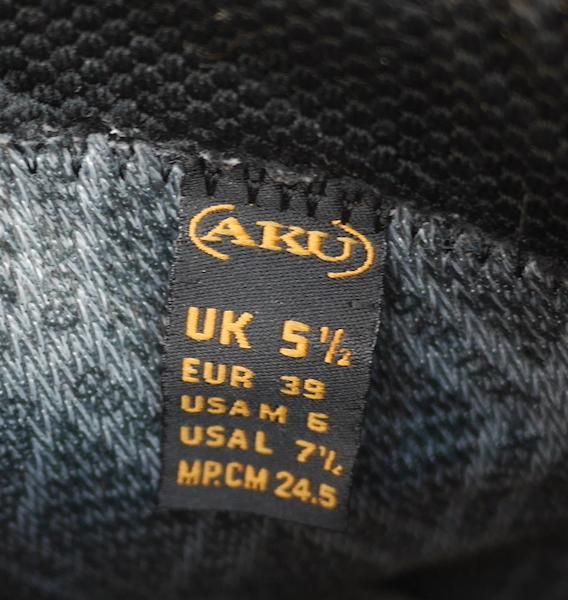 AKU
UK 5½
EUR 39
USA M 6
USA L 7½
MP.CM 24.5